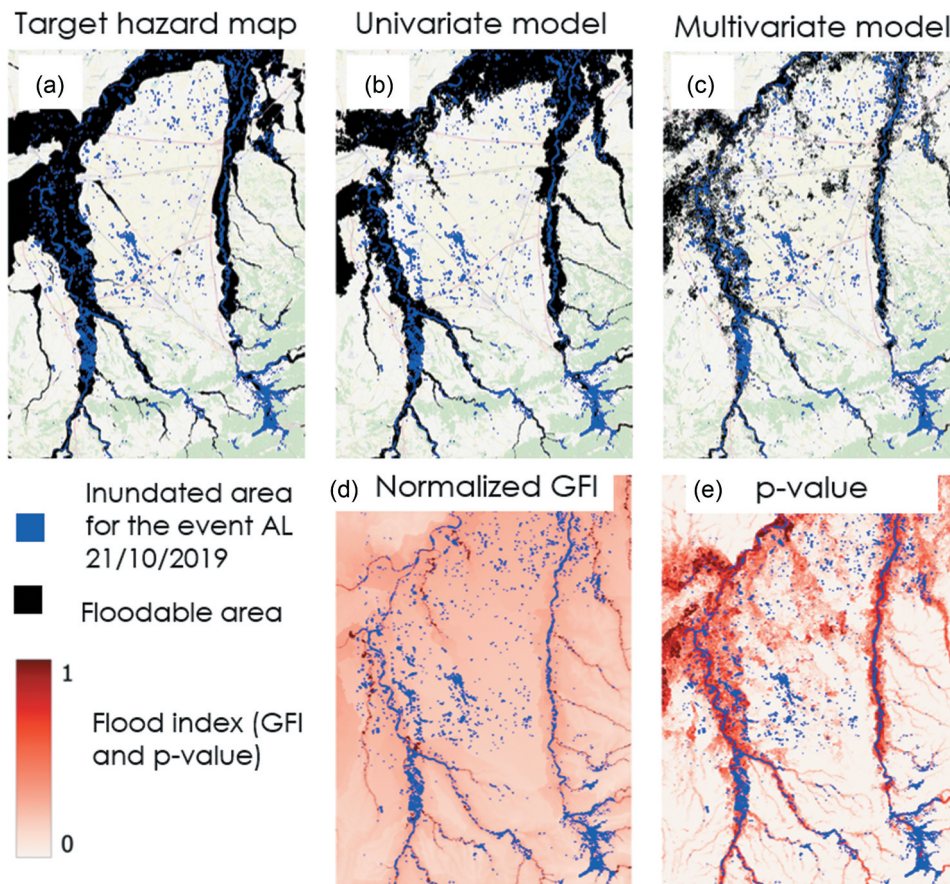 Target hazard map
Univariate model
Multivariate model
(a)
(b)
(c)
Inundated area
for the event AL
21/10/2019
Floodable area
1
Flood index (GFI
and p-value)
0
(d) Normalized GFI
(e) p-value